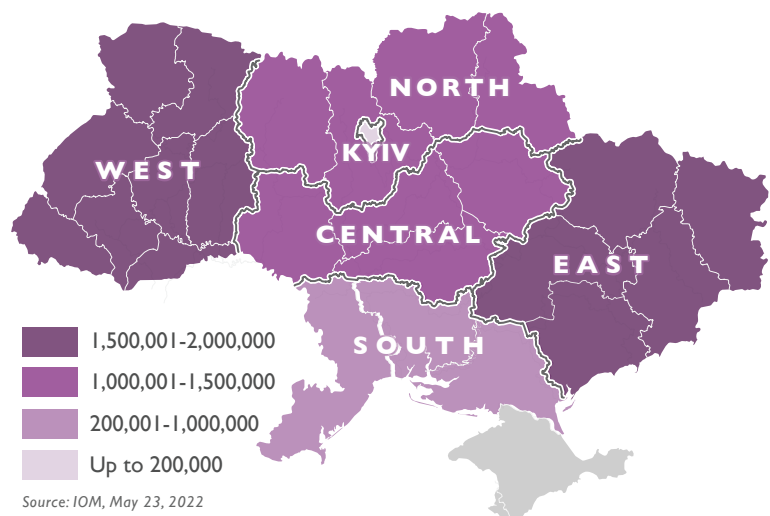 NORTH
KYIV
WEST
CENTRAL
EAST
SOUTH
1,500,001-2,000,000
1,000,001-1,500,000
200,001-1,000,000
Up to 200,000
Source: IOM, May 23, 2022